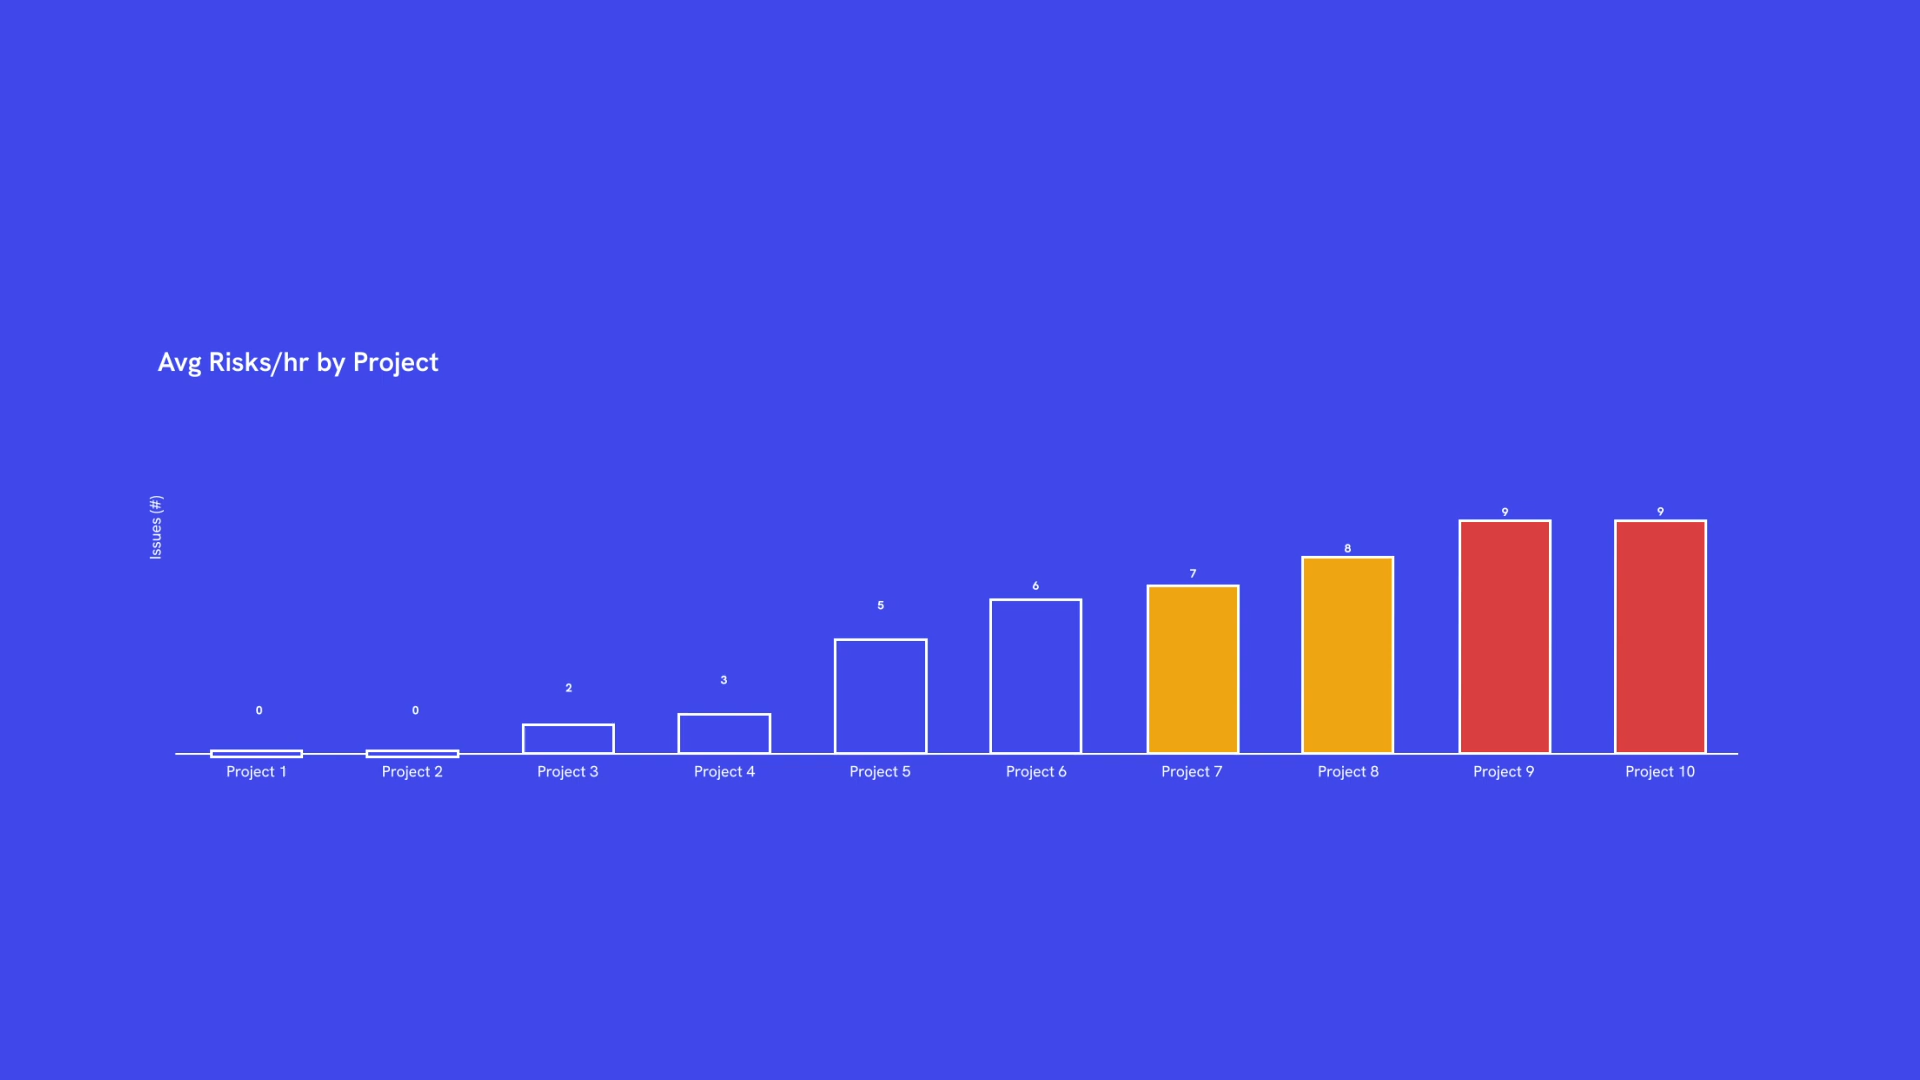 Avg Risks/hr by Project
Issues (#)
0 0 2 3 5 6 7 8 9 9
Project 1 Project 2 Project 3 Project 4 Project 5 Project 6 Project 7 Project 8 Project 9 Project 10